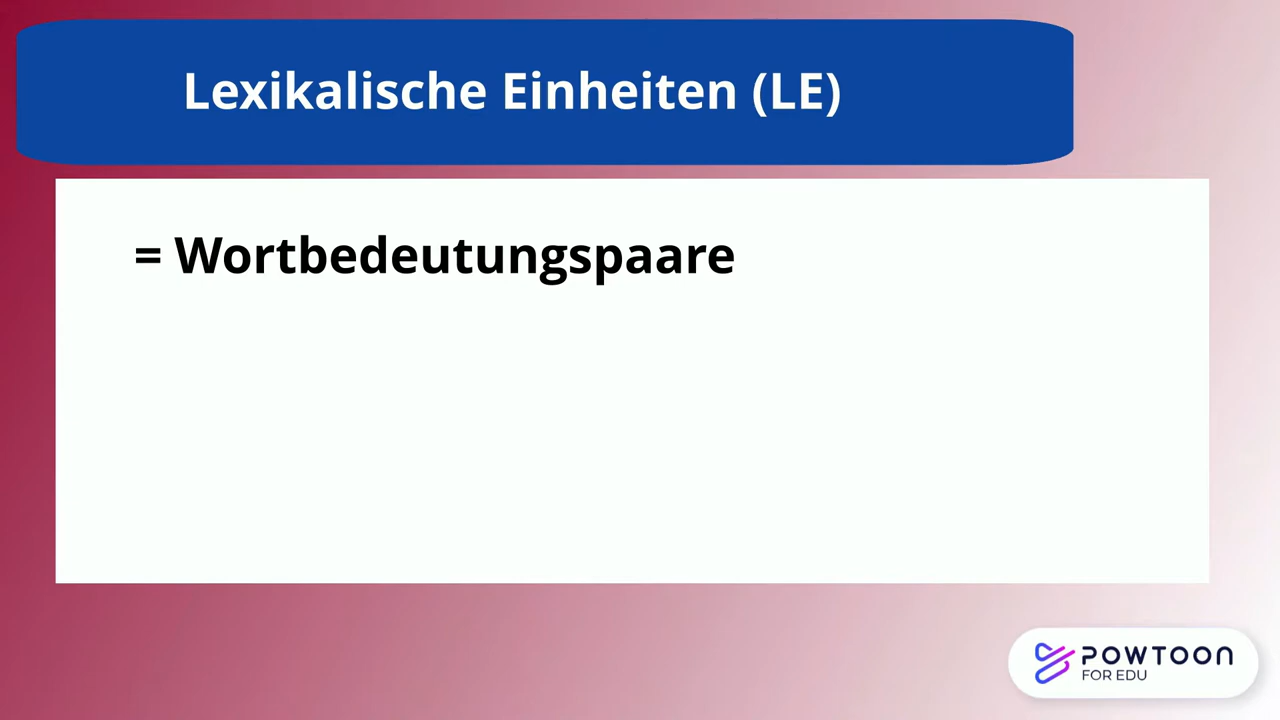 Lexikalische Einheiten (LE)
= Wortbedeutungspaare
POWTOON
FOR EDU